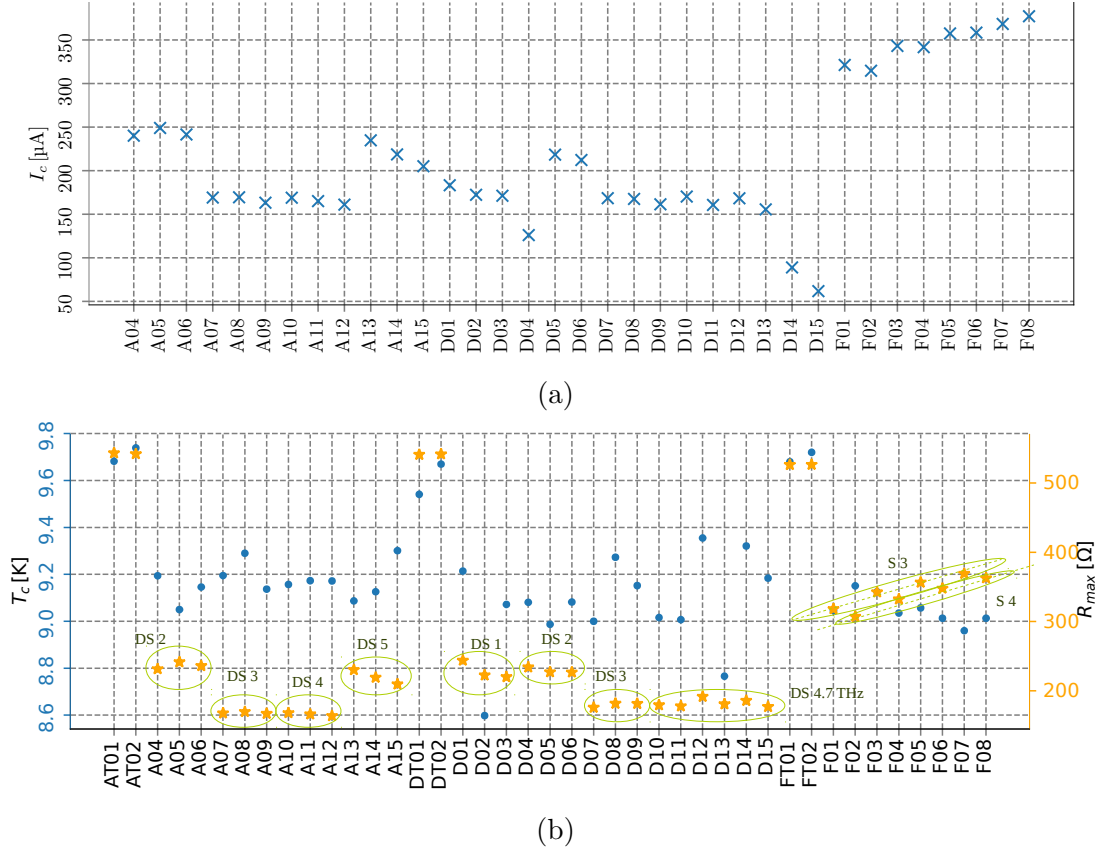 350
300
250
200
150
100
50
I_c [µA]
A04 A05 A06 A07 A08 A09 A10 A11 A12 A13 A14 A15 D01 D02 D03 D04 D05 D06 D07 D08 D09 D10 D11 D12 D13 D14 D15 F01 F02 F03 F04 F05 F06 F07 F08
(a)
9.8
9.6
9.4
9.2
9.0
8.8
8.6
T_c [K]
500
400
300
200
R_max [Ω]
S 3
S 4
DS 2
DS 3
DS 4
DS 5
DS 1
DS 2
DS 3
DS 4.7 THz
AT01 AT02 A04 A05 A06 A07 A08 A09 A10 A11 A12 A13 A14 A15 DT01 DT02 D01 D02 D03 D04 D05 D06 D07 D08 D09 D10 D11 D12 D13 D14 D15 FT01 FT02 F01 F02 F03 F04 F05 F06 F07 F08
(b)